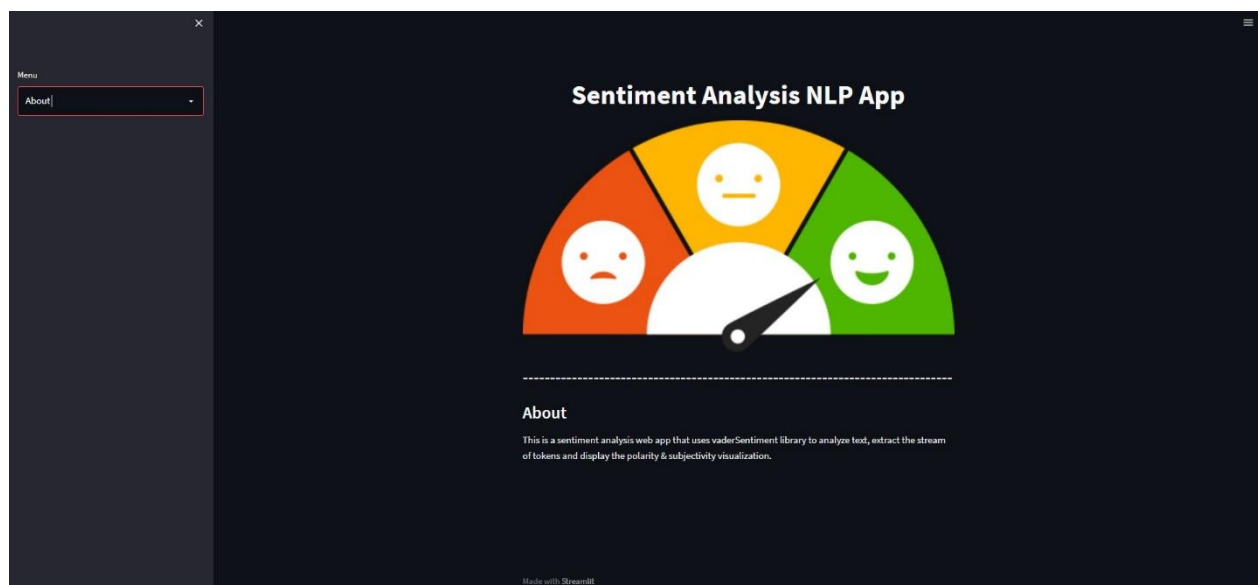 Menu
About
Sentiment Analysis NLP App
--------------------------------------------------------------------------------
About
This is a sentiment analysis web app that uses vaderSentiment library to analyze text, extract the stream
of tokens and display the polarity & subjectivity visualization.
Made with Streamlit